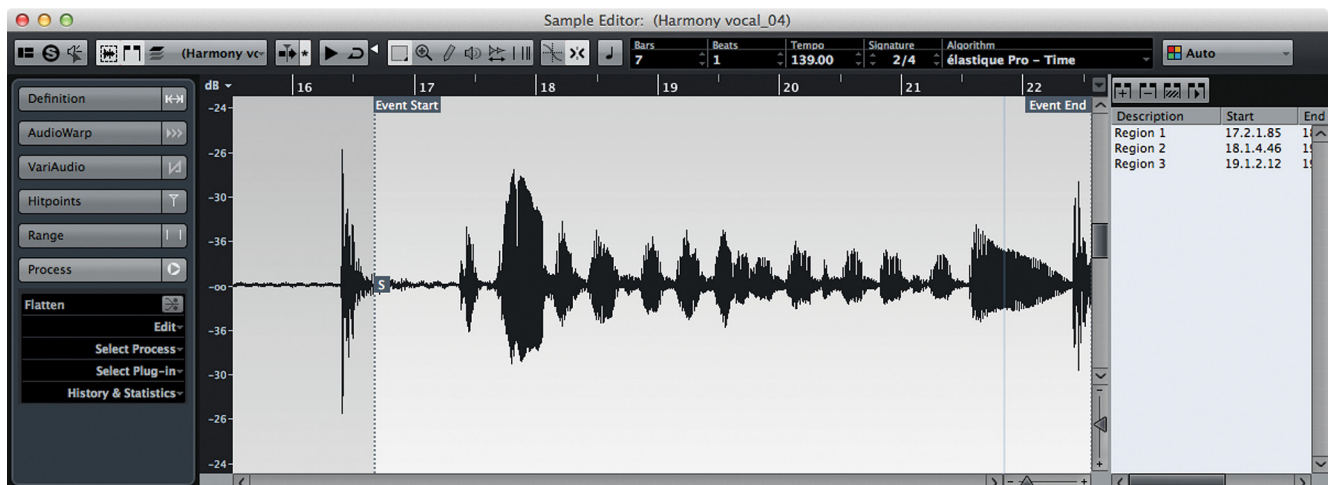 Sample Editor: (Harmony vocal_04)
(Harmony vc
Bars Beats Tempo Signature Algorithm
7 1 139.00 2/4 élastique Pro – Time
Auto
Definition
AudioWarp
VariAudio
Hitpoints
Range
Process
Flatten
Edit
Select Process
Select Plug-in
History & Statistics
dB 16 17 18 19 20 21 22
Event Start Event End
-24
-26
-30
-36
-oo
-36
-30
-26
-24
S
Description Start End
Region 1 17.2.1.85 18
Region 2 18.1.4.46 19
Region 3 19.1.2.12 19